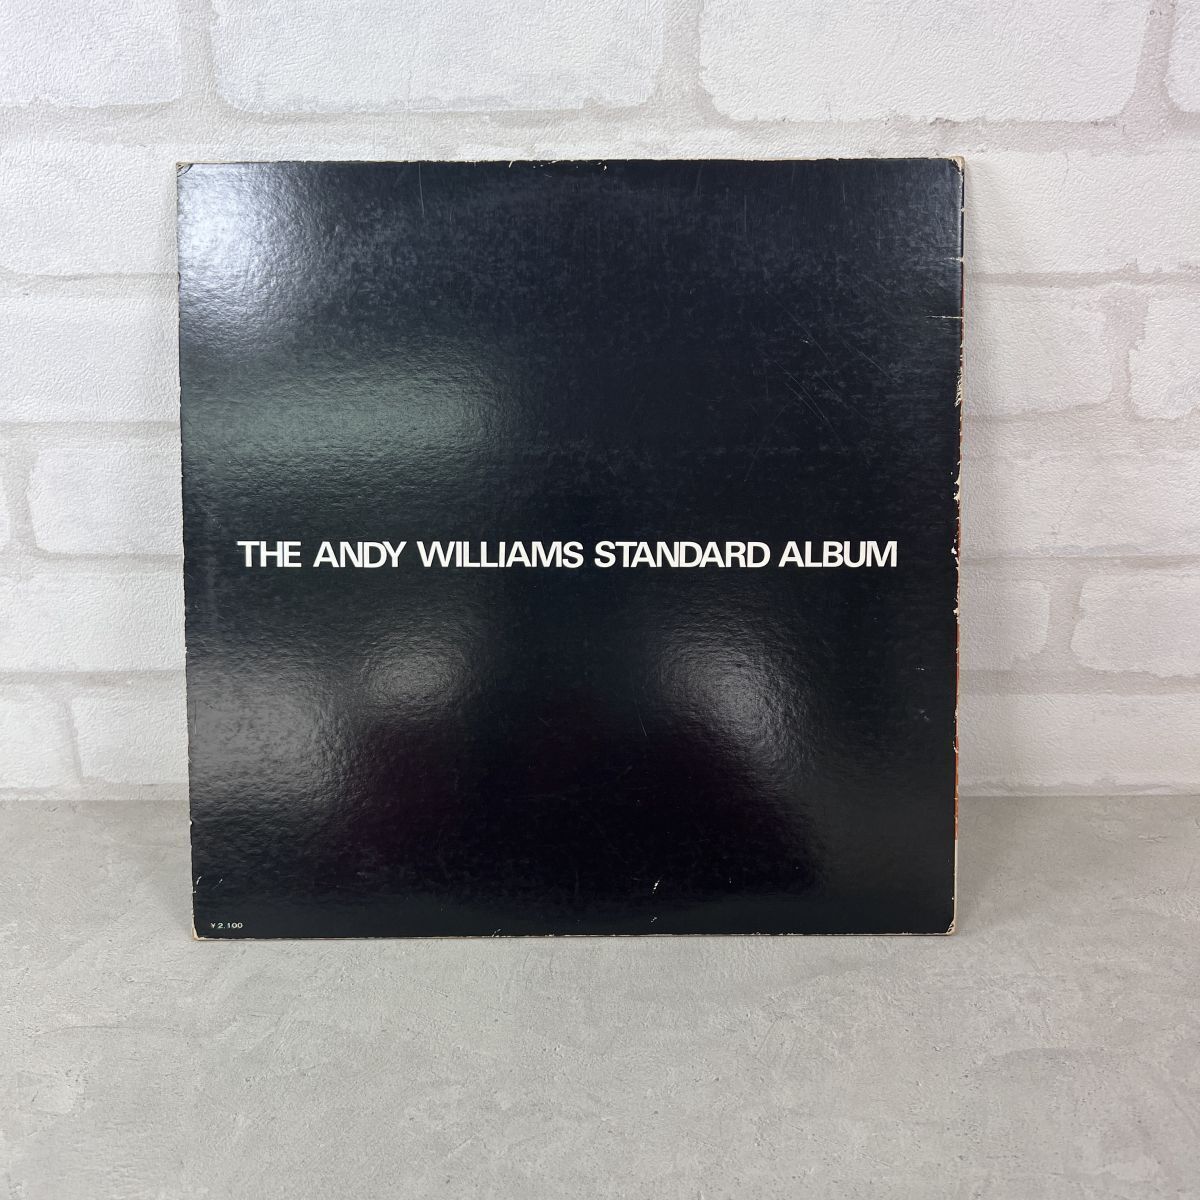 THE ANDY WILLIAMS STANDARD ALBUM
¥2,100